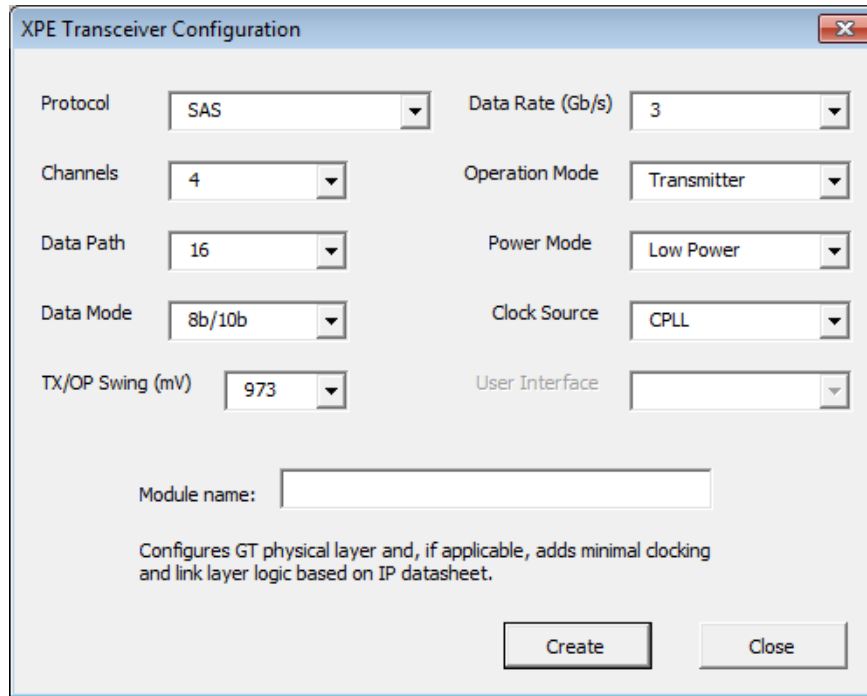 XPE Transceiver Configuration
Protocol SAS Data Rate (Gb/s) 3
Channels 4 Operation Mode Transmitter
Data Path 16 Power Mode Low Power
Data Mode 8b/10b Clock Source CPLL
TX/OP Swing (mV) 973 User Interface
Module name:
Configures GT physical layer and, if applicable, adds minimal clocking
and link layer logic based on IP datasheet.
Create Close